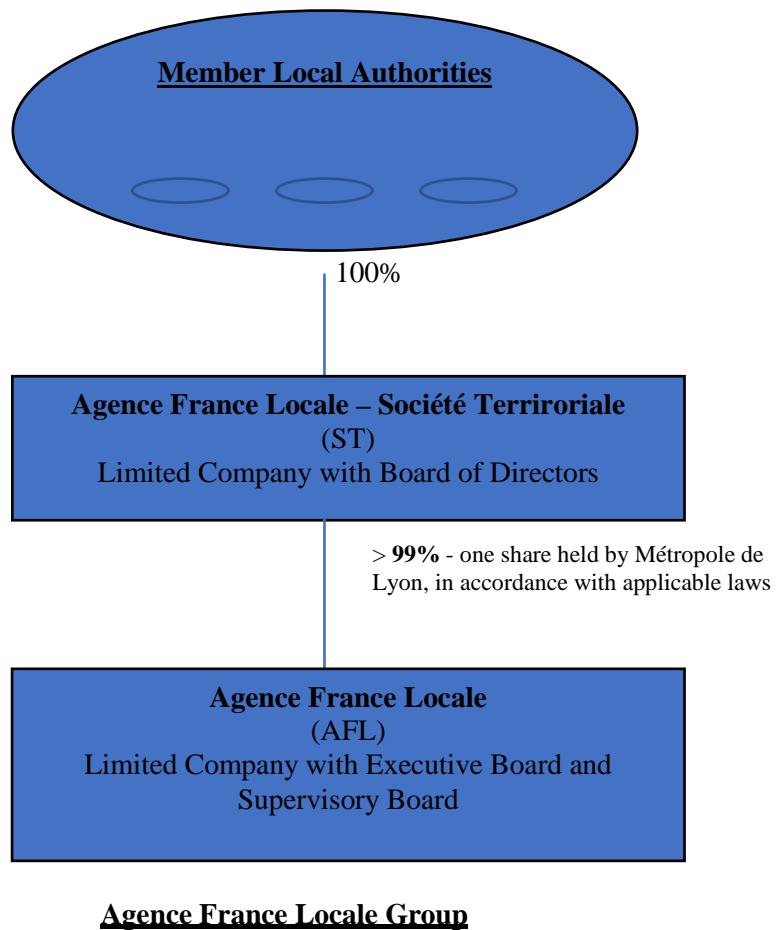 Member Local Authorities
100%
Agence France Locale – Société Terriroriale
(ST)
Limited Company with Board of Directors
> 99% - one share held by Métropole de
Lyon, in accordance with applicable laws
Agence France Locale
(AFL)
Limited Company with Executive Board and
Supervisory Board
Agence France Locale Group